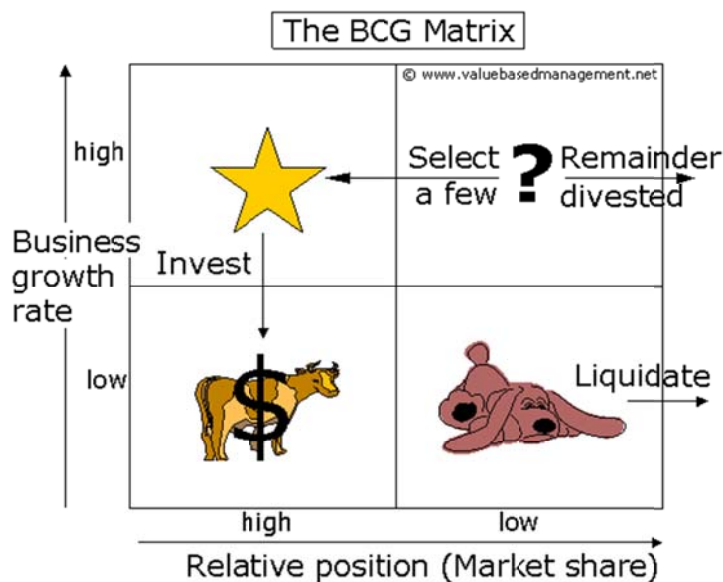 The BCG Matrix
© www.valuebasedmanagement.net
high
Select
a few
?
Remainder
divested
Business
growth
rate
Invest
low
$
Liquidate
high
low
Relative position (Market share)